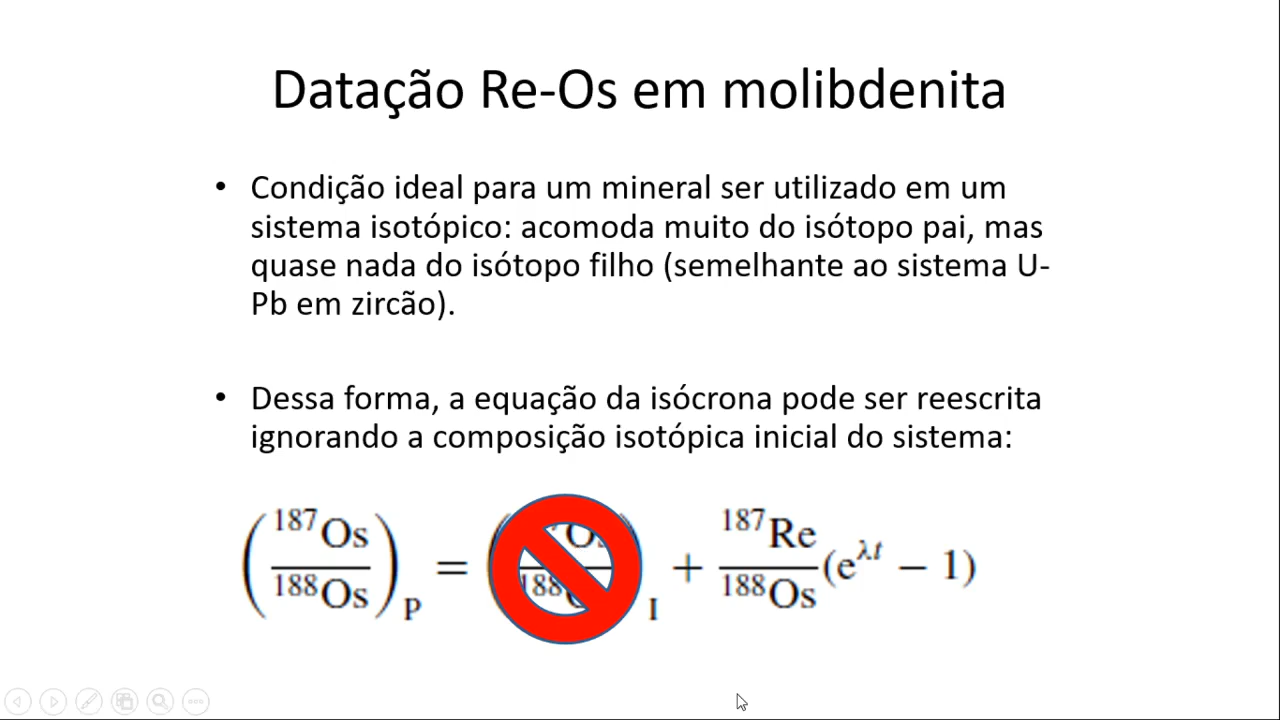 Datação Re-Os em molibdenita
• Condição ideal para um mineral ser utilizado em um
sistema isotópico: acomoda muito do isótopo pai, mas
quase nada do isótopo filho (semelhante ao sistema U-
Pb em zircão).
• Dessa forma, a equação da isócrona pode ser reescrita
ignorando a composição isotópica inicial do sistema:
(¹⁸⁷Os/¹⁸⁸Os)P = ( )I + ¹⁸⁷Re/¹⁸⁸Os (e^λt − 1)